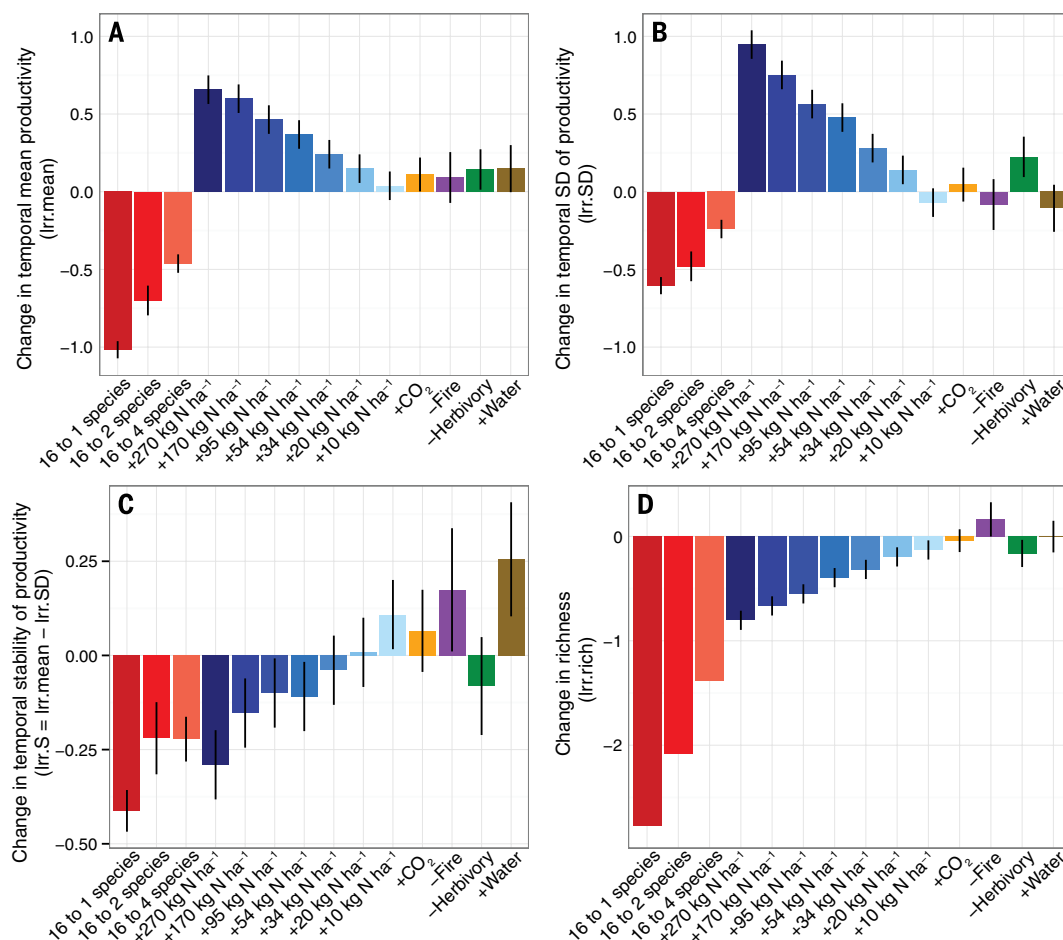 A
Change in temporal mean productivity
(lrr.mean)
1.0
0.5
0.0
−0.5
−1.0
16 to 1 species
16 to 2 species
16 to 4 species
+270 kg N ha⁻¹
+170 kg N ha⁻¹
+95 kg N ha⁻¹
+54 kg N ha⁻¹
+34 kg N ha⁻¹
+20 kg N ha⁻¹
+10 kg N ha⁻¹
+CO₂
−Fire
−Herbivory
+Water
B
Change in temporal SD of productivity
(lrr.SD)
1.0
0.5
0.0
−0.5
−1.0
16 to 1 species
16 to 2 species
16 to 4 species
+270 kg N ha⁻¹
+170 kg N ha⁻¹
+95 kg N ha⁻¹
+54 kg N ha⁻¹
+34 kg N ha⁻¹
+20 kg N ha⁻¹
+10 kg N ha⁻¹
+CO₂
−Fire
−Herbivory
+Water
C
Change in temporal stability of productivity
(lrr.S = lrr.mean − lrr.SD)
0.25
0.00
−0.25
−0.50
16 to 1 species
16 to 2 species
16 to 4 species
+270 kg N ha⁻¹
+170 kg N ha⁻¹
+95 kg N ha⁻¹
+54 kg N ha⁻¹
+34 kg N ha⁻¹
+20 kg N ha⁻¹
+10 kg N ha⁻¹
+CO₂
−Fire
−Herbivory
+Water
D
Change in richness
(lrr.rich)
0
−1
−2
16 to 1 species
16 to 2 species
16 to 4 species
+270 kg N ha⁻¹
+170 kg N ha⁻¹
+95 kg N ha⁻¹
+54 kg N ha⁻¹
+34 kg N ha⁻¹
+20 kg N ha⁻¹
+10 kg N ha⁻¹
+CO₂
−Fire
−Herbivory
+Water